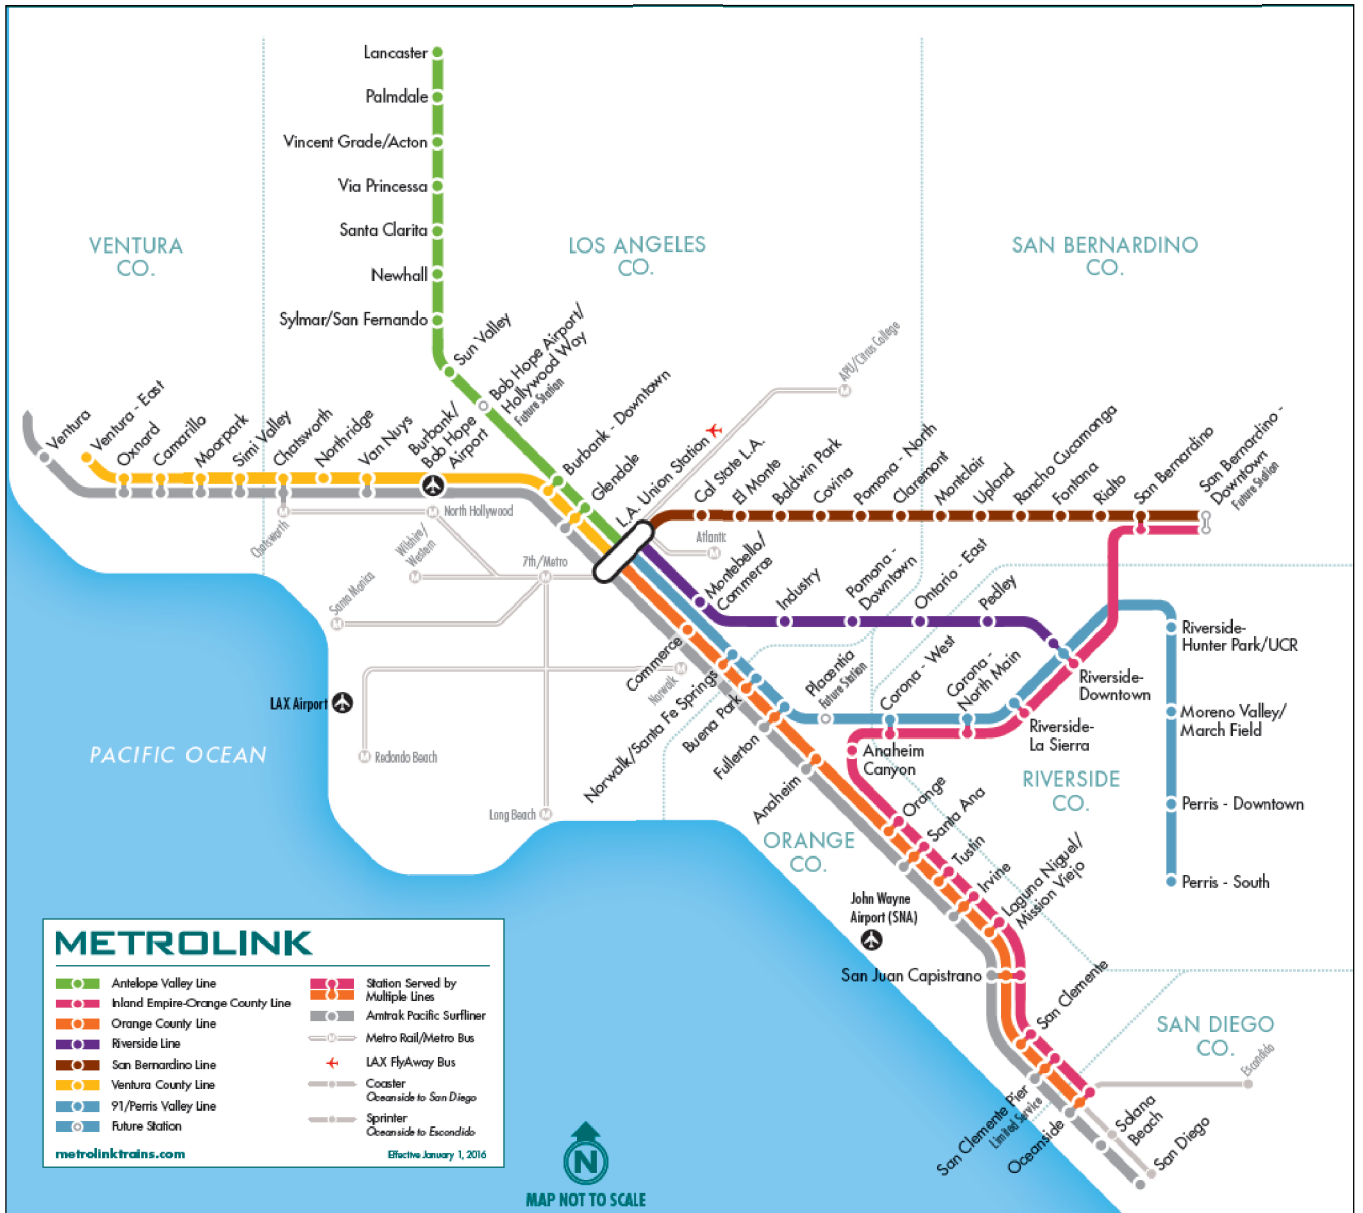 Lancaster
Palmdale
Vincent Grade/Acton
Via Princessa
Santa Clarita
Newhall
Sylmar/San Fernando
VENTURA
CO.
LOS ANGELES
CO.
SAN BERNARDINO
CO.
Sun Valley
Bob Hope Airport/
Hollywood Way
Future Station
Burbank - Downtown
Glendale
L.A. Union Station
APU/Citrus College
Ventura
Ventura - East
Oxnard
Camarillo
Moorpark
Simi Valley
Chatsworth
Northridge
Van Nuys
Burbank/
Bob Hope
Airport
Cal State L.A.
El Monte
Baldwin Park
Covina
Pomona - North
Claremont
Montclair
Upland
Rancho Cucamonga
Fontana
Rialto
San Bernardino
San Bernardino -
Downtown
Future Station
M
Chatsworth
M
North Hollywood
M
Wilshire/
Western
M
7th/Metro
M
Santa Monica
M
Atlantic
M
Montebello/
Commerce
Industry
Pomona -
Downtown
Ontario - East
Pedley
Riverside-
Hunter Park/UCR
Riverside-
Downtown
Moreno Valley/
March Field
Perris - Downtown
Perris - South
Commerce
Norwalk
M
Norwalk/Santa Fe Springs
Buena Park
Fullerton
Anaheim
Placentia
Future Station
Corona - West
Corona -
North Main
Riverside-
La Sierra
RIVERSIDE
CO.
Anaheim
Canyon
Orange
Santa Ana
Tustin
Irvine
Laguna Niguel/
Mission Viejo
ORANGE
CO.
LAX Airport
M
Redondo Beach
Long Beach
M
PACIFIC OCEAN
John Wayne
Airport (SNA)
San Juan Capistrano
San Clemente
San Clemente Pier
Limited Service
Oceanside
SAN DIEGO
CO.
Escondido
Solana
Beach
San Diego
METROLINK
Antelope Valley Line
Inland Empire-Orange County Line
Orange County Line
Riverside Line
San Bernardino Line
Ventura County Line
91/Perris Valley Line
Future Station
Station Served by
Multiple Lines
Amtrak Pacific Surfliner
M
Metro Rail/Metro Bus
LAX FlyAway Bus
Coaster
Oceanside to San Diego
Sprinter
Oceanside to Escondido
metrolinktrains.com
Effective January 1, 2016
N
MAP NOT TO SCALE